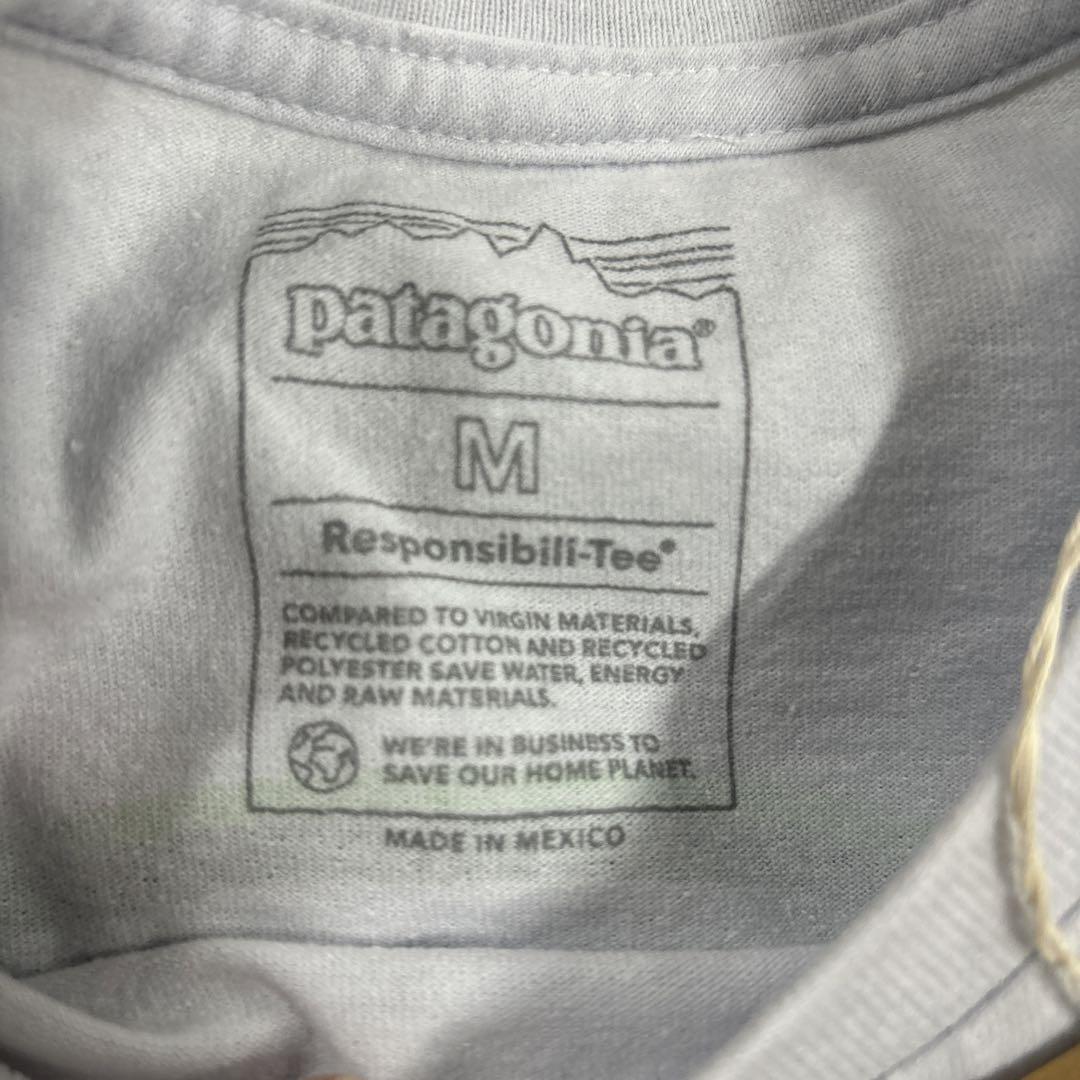 patagonia®
M
Responsibili-Tee®
COMPARED TO VIRGIN MATERIALS,
RECYCLED COTTON AND RECYCLED
POLYESTER SAVE WATER, ENERGY
AND RAW MATERIALS.
WE'RE IN BUSINESS TO
SAVE OUR HOME PLANET.
MADE IN MEXICO